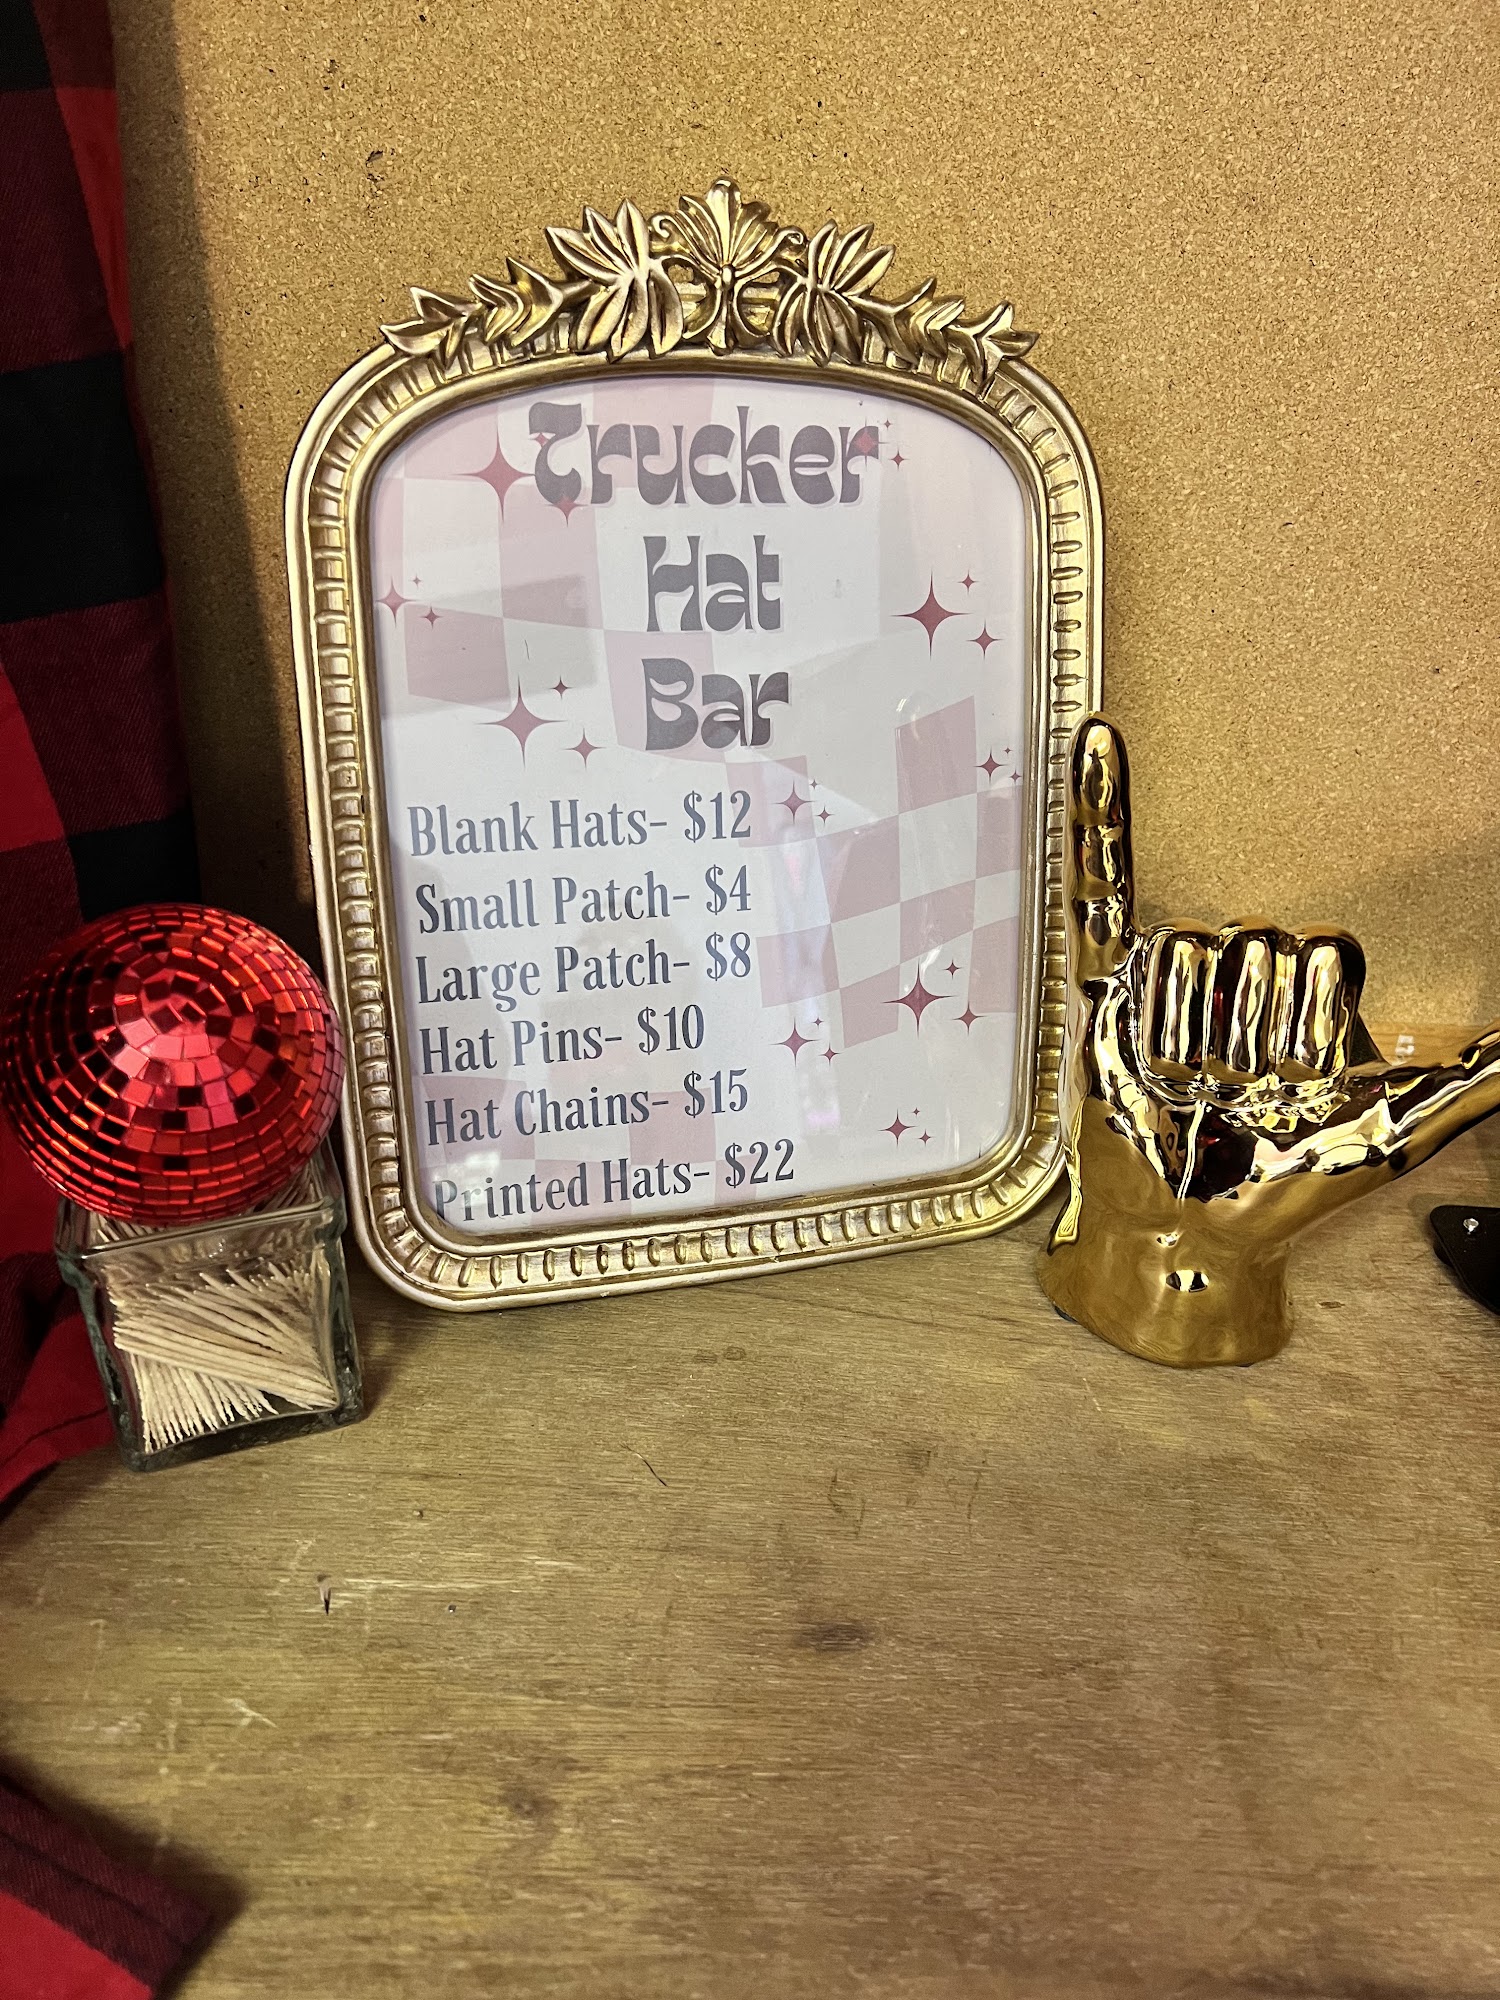 Trucker
Hat
Bar
Blank Hats- $12
Small Patch- $4
Large Patch- $8
Hat Pins- $10
Hat Chains- $15
Printed Hats- $22